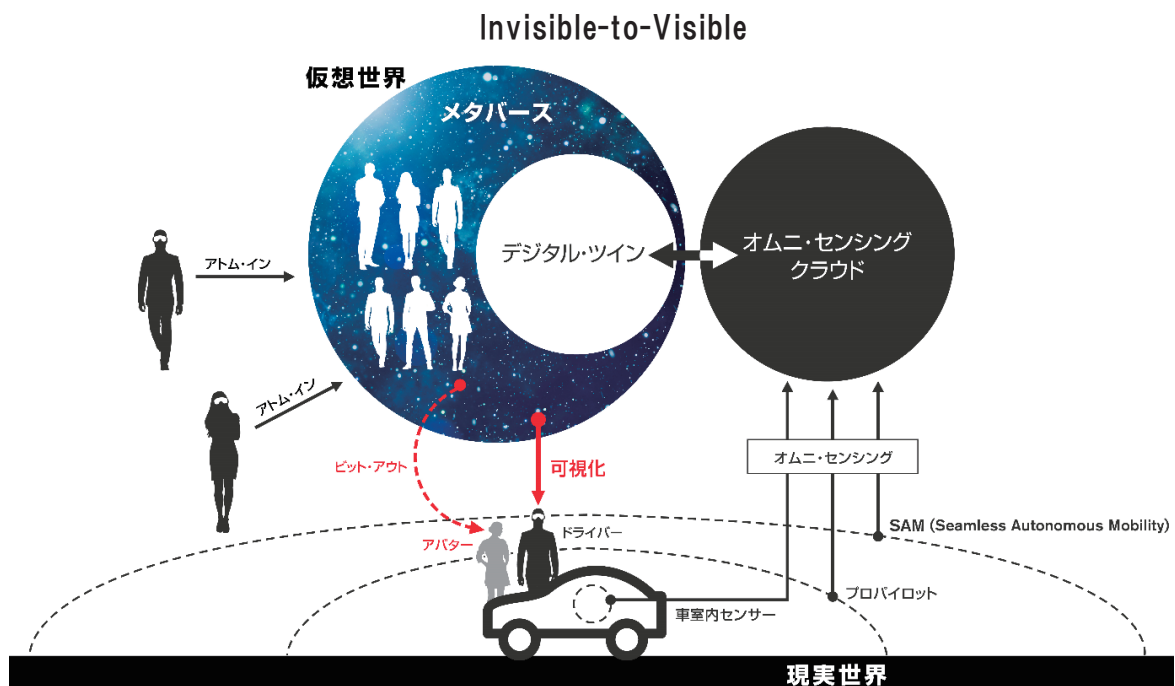 Invisible-to-Visible
仮想世界
メタバース
デジタル・ツイン
オムニ・センシング
クラウド
アトム・イン
アトム・イン
ビット・アウト
可視化
オムニ・センシング
SAM (Seamless Autonomous Mobility)
アバター
ドライバー
プロパイロット
車室内センサー
現実世界